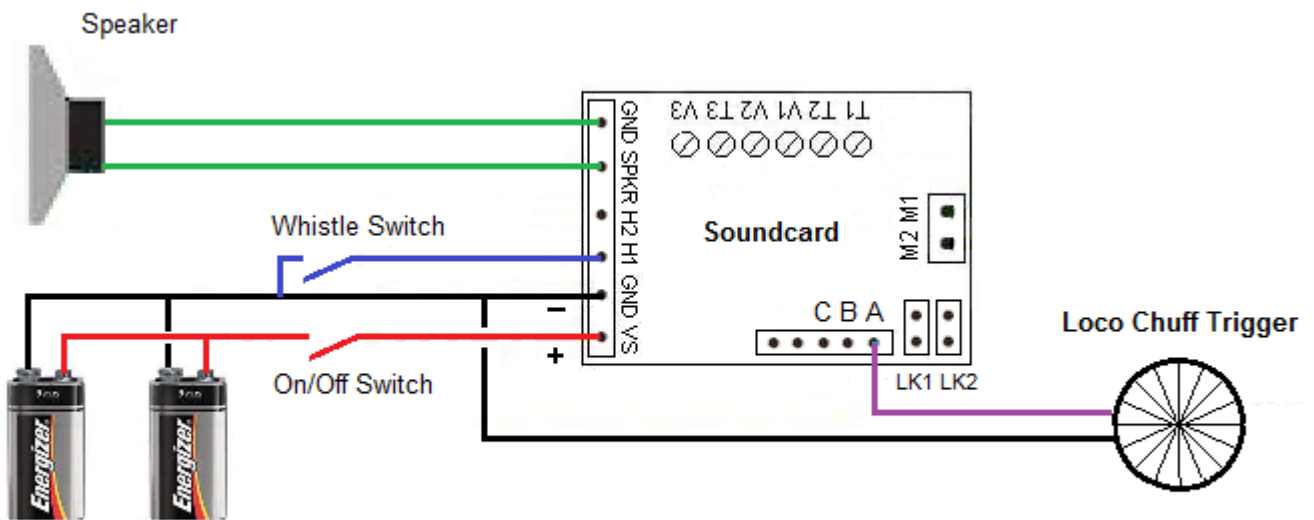 Speaker
V3 T3 V2 V1 T2 T1
GND SPKR H2 H1 GND VS
Whistle Switch
Soundcard
M2 M1
−
+
C B A
LK1 LK2
Loco Chuff Trigger
On/Off Switch
Energizer
Energizer